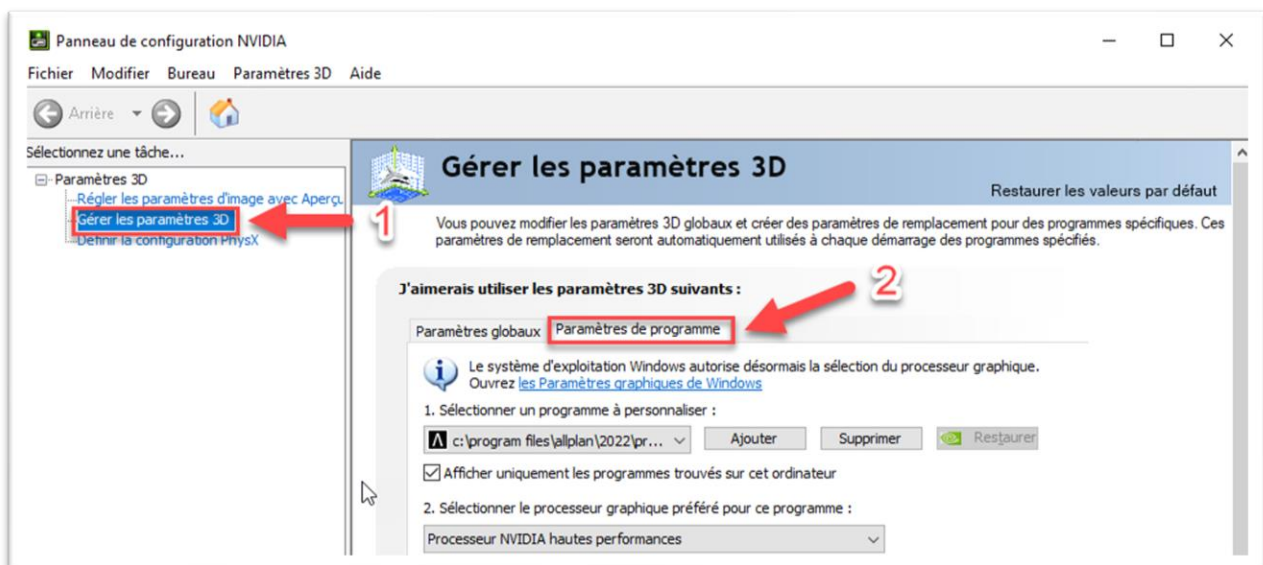 Panneau de configuration NVIDIA
Fichier Modifier Bureau Paramètres 3D Aide
Arrière
Sélectionnez une tâche...
Paramètres 3D
Régler les paramètres d'image avec Aperçu
Gérer les paramètres 3D
Définir la configuration PhysX
1
Gérer les paramètres 3D
Restaurer les valeurs par défaut
Vous pouvez modifier les paramètres 3D globaux et créer des paramètres de remplacement pour des programmes spécifiques. Ces
paramètres de remplacement seront automatiquement utilisés à chaque démarrage des programmes spécifiés.
J'aimerais utiliser les paramètres 3D suivants :
2
Paramètres globaux Paramètres de programme
Le système d'exploitation Windows autorise désormais la sélection du processeur graphique.
Ouvrez les Paramètres graphiques de Windows
1. Sélectionner un programme à personnaliser :
c:\program files\allplan\2022\pr... Ajouter Supprimer Restaurer
Afficher uniquement les programmes trouvés sur cet ordinateur
2. Sélectionner le processeur graphique préféré pour ce programme :
Processeur NVIDIA hautes performances